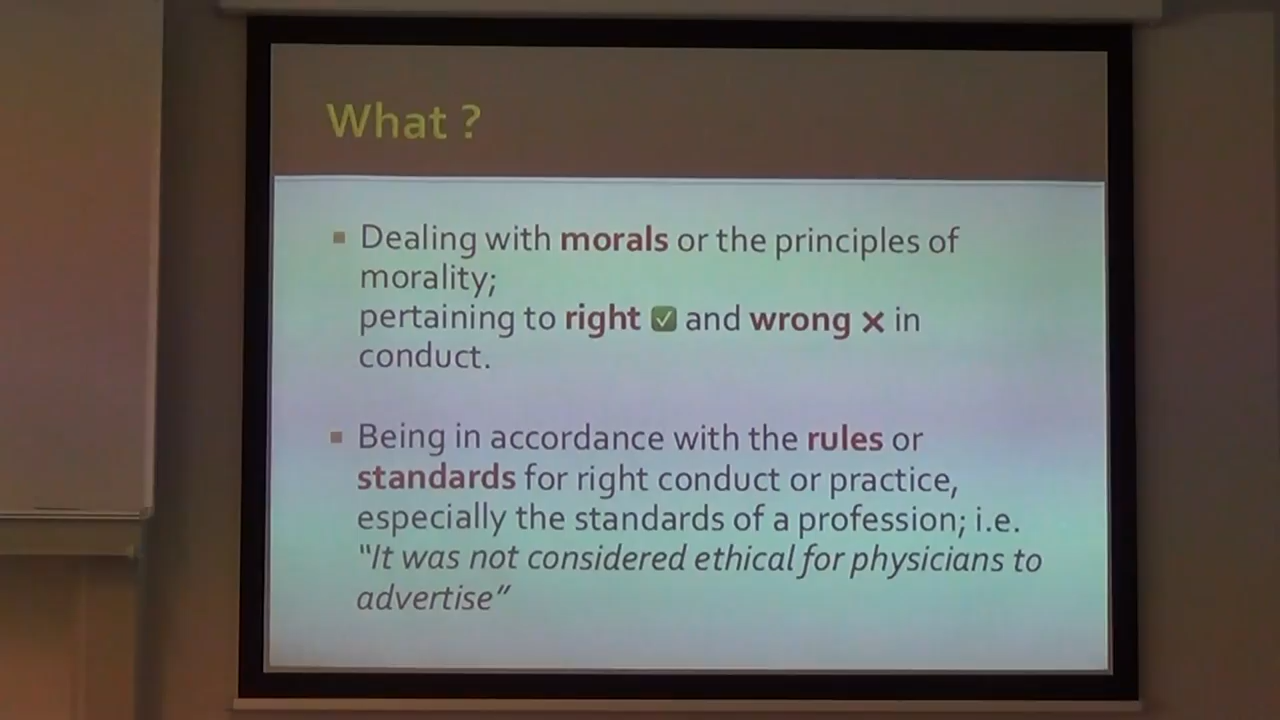 What ?
Dealing with morals or the principles of
morality;
pertaining to right ✅ and wrong ✕ in
conduct.
Being in accordance with the rules or
standards for right conduct or practice,
especially the standards of a profession; i.e.
“It was not considered ethical for physicians to
advertise”